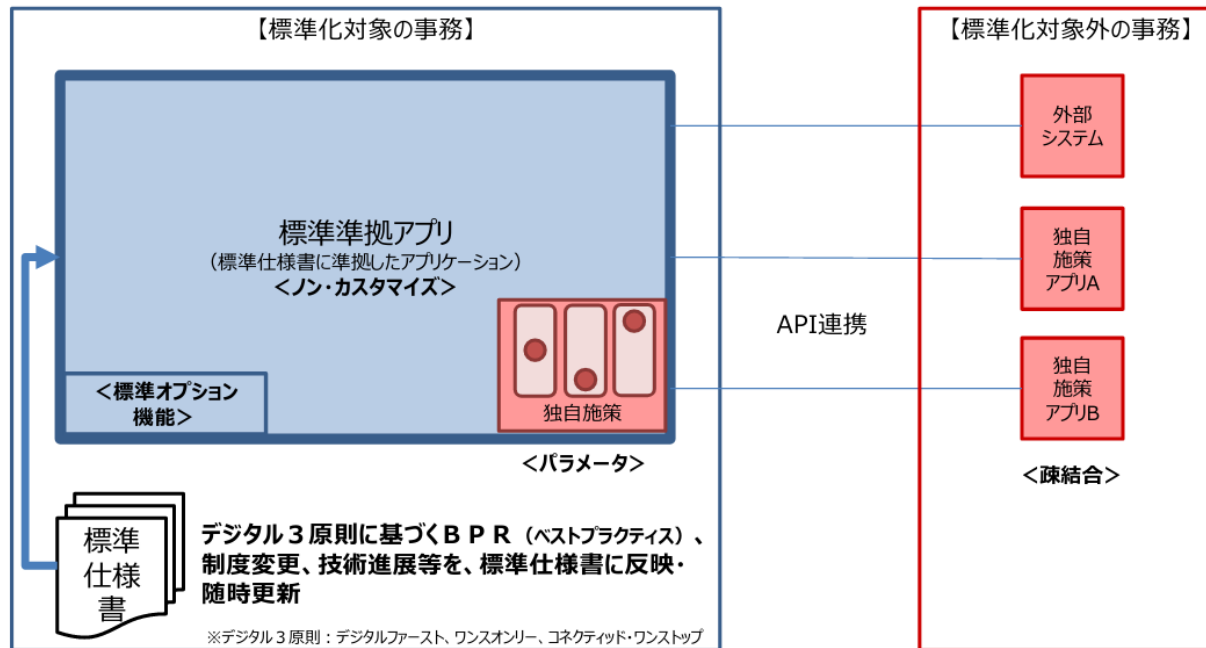 【標準化対象の事務】
標準準拠アプリ
（標準仕様書に準拠したアプリケーション）
＜ノン・カスタマイズ＞
＜標準オプション
機能＞
独自施策
＜パラメータ＞
標準
仕様
書
デジタル３原則に基づくＢＰＲ（ベストプラクティス）、
制度変更、技術進展等を、標準仕様書に反映・
随時更新
※デジタル３原則：デジタルファースト、ワンスオンリー、コネクティッド・ワンストップ
API連携
【標準化対象外の事務】
外部
システム
独自
施策
アプリA
独自
施策
アプリB
＜疎結合＞